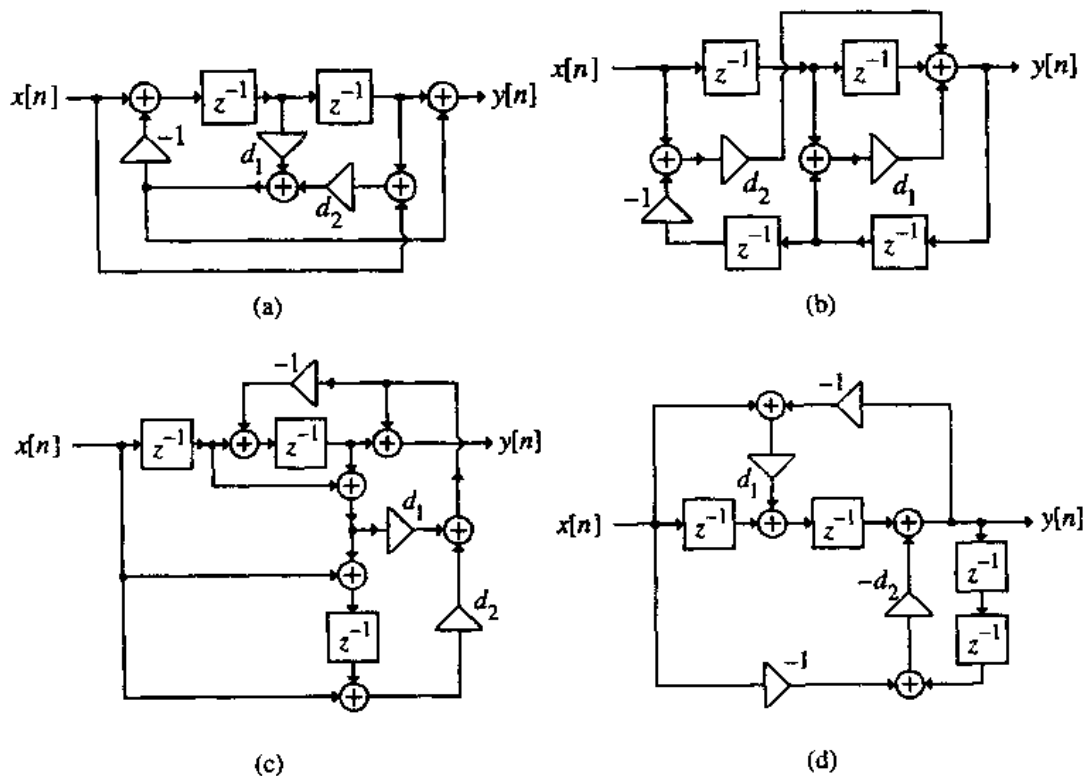 x[n] z⁻¹ z⁻¹ y[n]
−1 d₁
d₂
(a)
x[n] z⁻¹ z⁻¹ y[n]
d₂ d₁
−1
z⁻¹ z⁻¹
(b)
−1
x[n] z⁻¹ z⁻¹ y[n]
d₁
d₂
z⁻¹
(c)
−1
d₁
x[n] z⁻¹ z⁻¹ y[n]
z⁻¹
−d₂
z⁻¹
−1
(d)